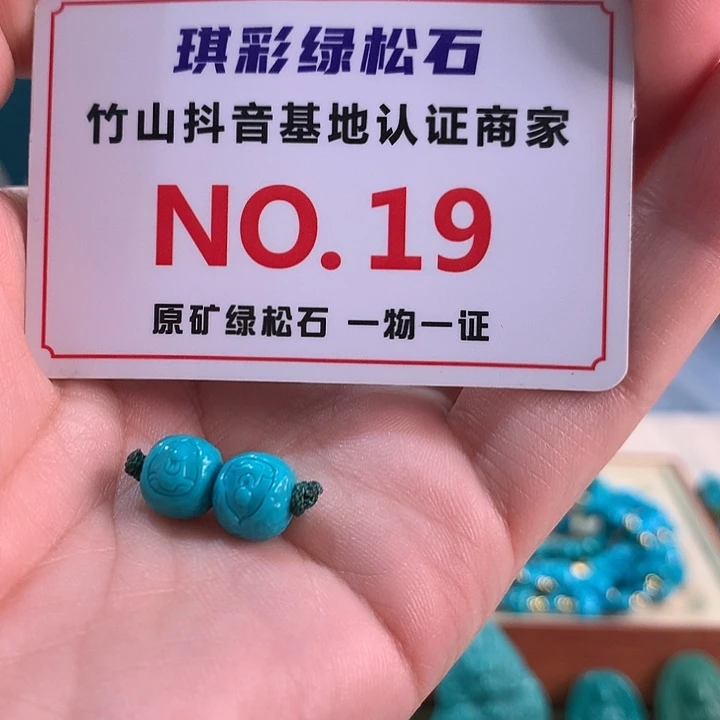 琪彩绿松石
竹山抖音基地认证商家
NO.19
原矿绿松石 一物一证